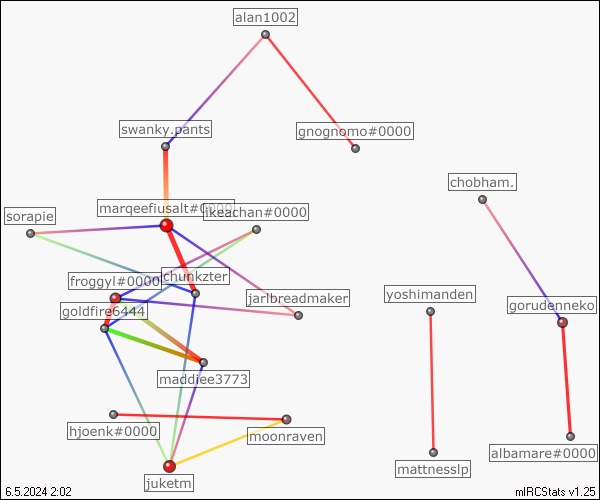 alan1002
swanky.pants
gnognomo#0000
chobham.
marqeefiusalt#0000
ikeachan#0000
sorapie
froggyl#0000
chunkzter
jarlbreadmaker
yoshimanden
gorudenneko
goldfire6444
maddiee3773
hjoenk#0000
moonraven
albamare#0000
mattnesslp
juketm
6.5.2024 2:02
mIRCStats v1.25